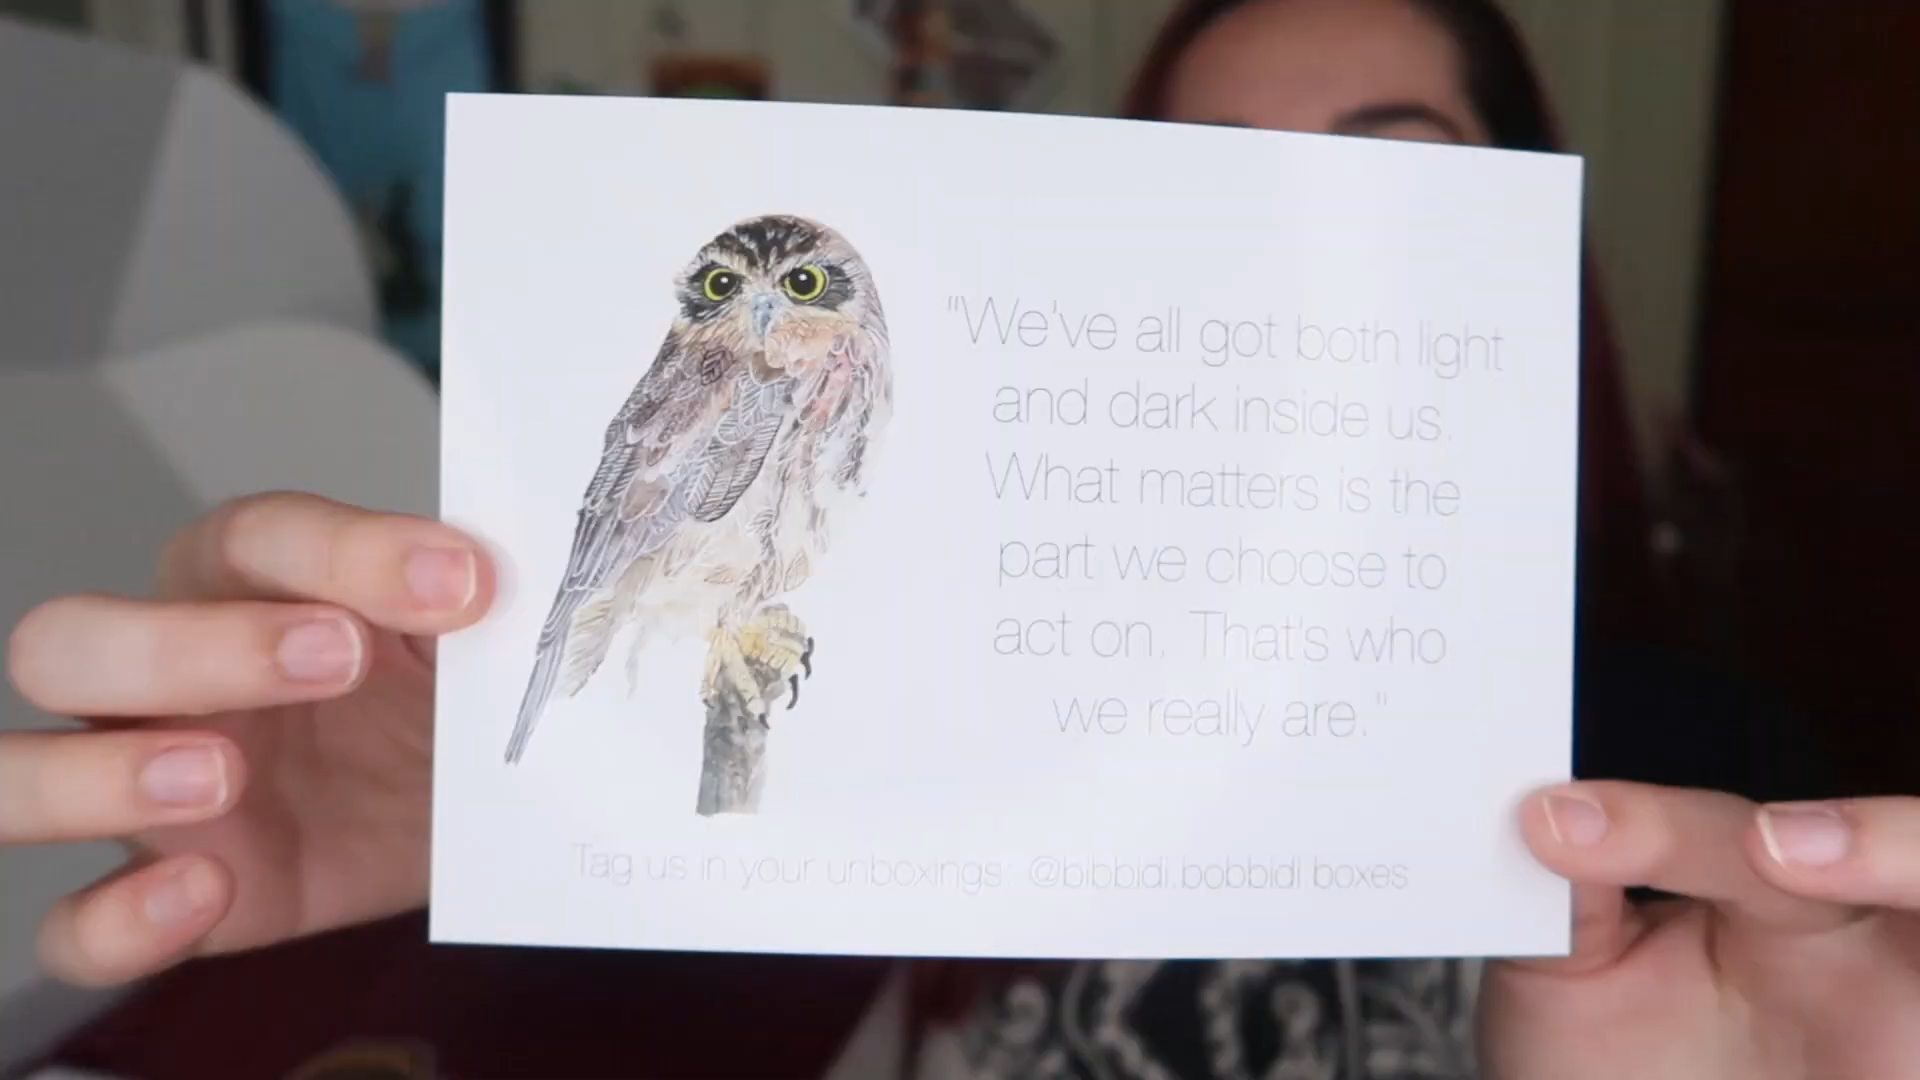 "We've all got both light
and dark inside us.
What matters is the
part we choose to
act on. That's who
we really are."
Tag us in your unboxings: @bibbidi.bobbidi.boxes